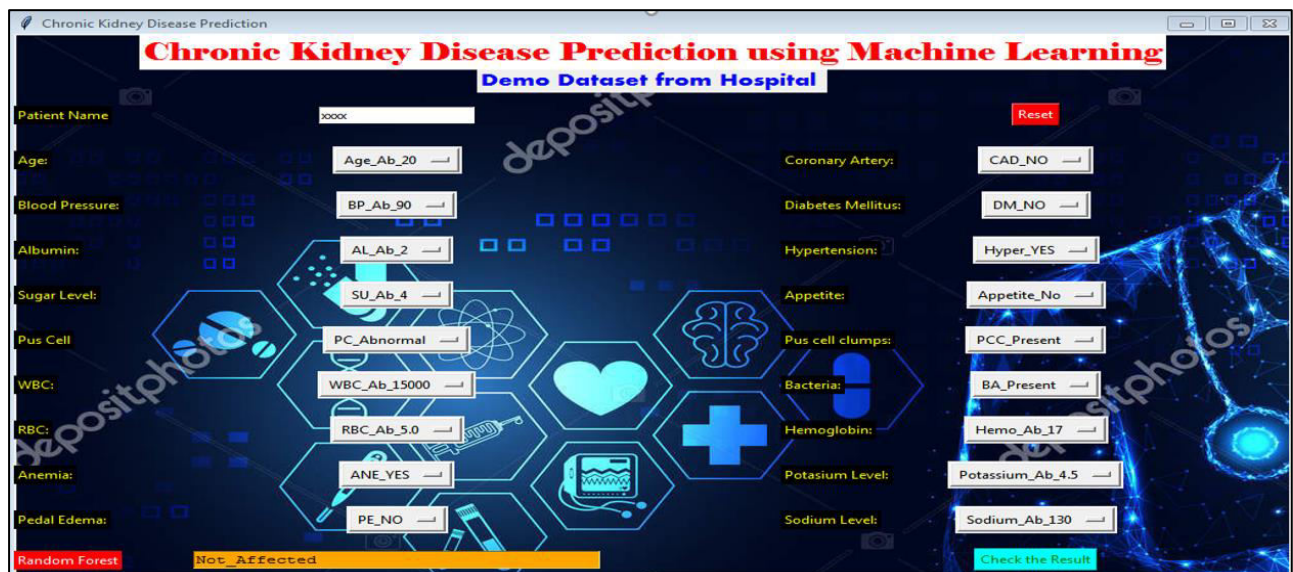 Chronic Kidney Disease Prediction
Chronic Kidney Disease Prediction using Machine Learning
Demo Dataset from Hospital
Patient Name xxxx Reset
Age: Age_Ab_20 Coronary Artery: CAD_NO
Blood Pressure: BP_Ab_90 Diabetes Mellitus: DM_NO
Albumin: AL_Ab_2 Hypertension: Hyper_YES
Sugar Level: SU_Ab_4 Appetite: Appetite_No
Pus Cell PC_Abnormal Pus cell clumps: PCC_Present
WBC: WBC_Ab_15000 Bacteria: BA_Present
RBC: RBC_Ab_5.0 Hemoglobin: Hemo_Ab_17
Anemia: ANE_YES Potasium Level: Potassium_Ab_4.5
Pedal Edema: PE_NO Sodium Level: Sodium_Ab_130
Random Forest Not_Affected Check the Result
depositphotos
depositphotos
depositphotos